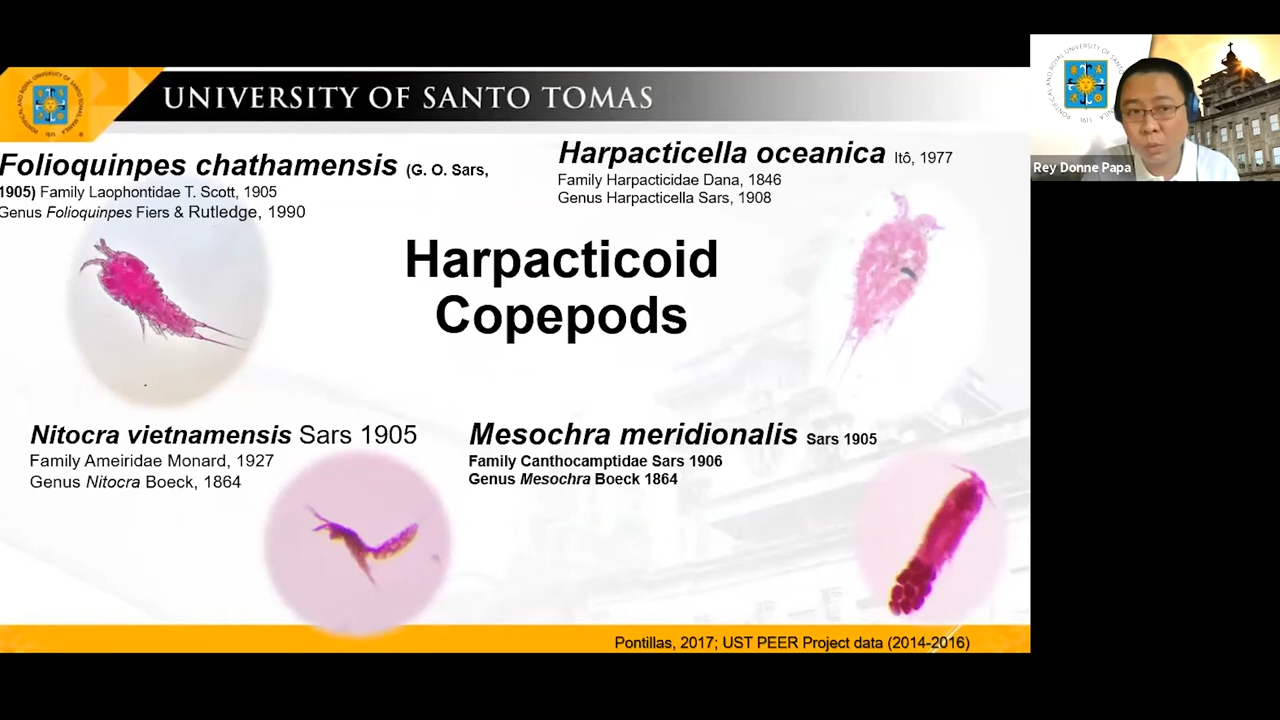 UNIVERSITY OF SANTO TOMAS
Folioquinpes chathamensis (G. O. Sars,
1905) Family Laophontidae T. Scott, 1905
Genus Folioquinpes Fiers & Rutledge, 1990
Harpacticella oceanica Itô, 1977
Family Harpacticidae Dana, 1846
Genus Harpacticella Sars, 1908
Harpacticoid
Copepods
Nitocra vietnamensis Sars 1905
Family Ameiridae Monard, 1927
Genus Nitocra Boeck, 1864
Mesochra meridionalis Sars 1905
Family Canthocamptidae Sars 1906
Genus Mesochra Boeck 1864
Pontillas, 2017; UST PEER Project data (2014-2016)
Rey Donne Papa